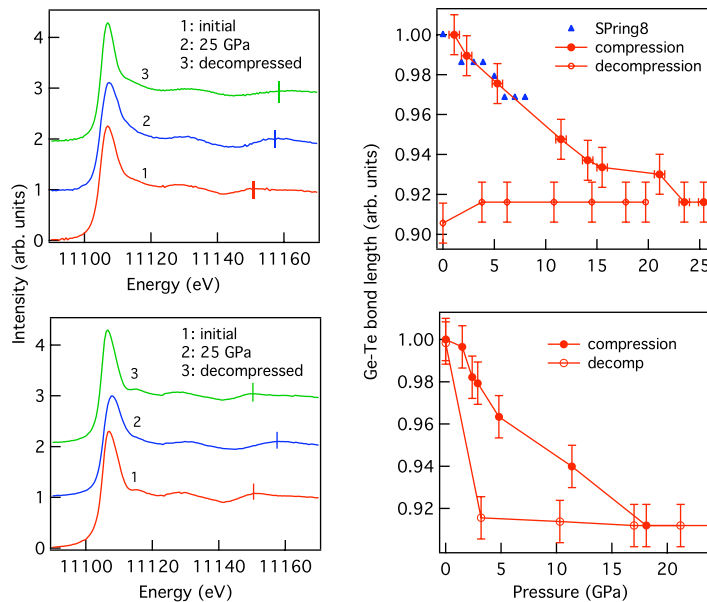 1: initial
2: 25 GPa
3: decompressed
4
3
2
1
0
3
2
1
11100
11120
11140
11160
Energy (eV)
Intensity (arb. units)
SPring8
compression
decompression
1.00
0.98
0.96
0.94
0.92
0.90
0
5
10
15
20
25
Ge-Te bond length (arb. units)
1: initial
2: 25 GPa
3: decompressed
4
3
2
1
0
3
2
1
11100
11120
11140
11160
Energy (eV)
compression
decomp
1.00
0.98
0.96
0.94
0.92
0
5
10
15
20
Pressure (GPa)